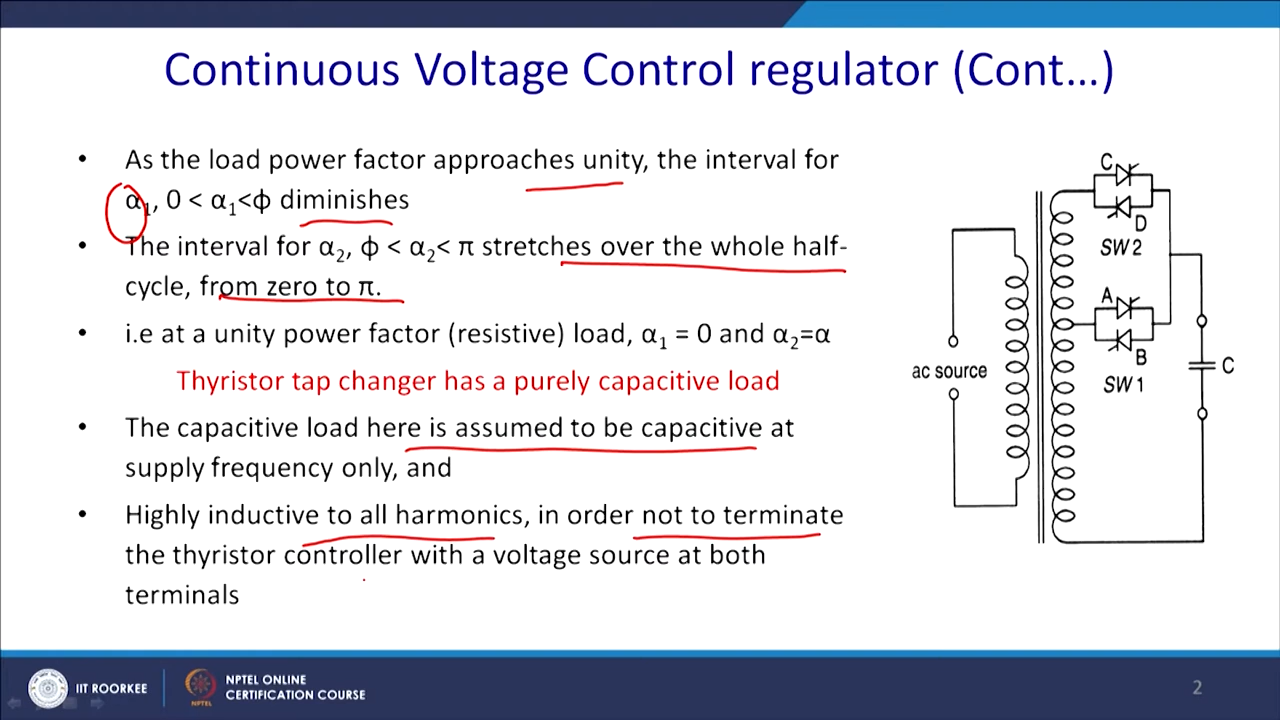 Continuous Voltage Control regulator (Cont…)
• As the load power factor approaches unity, the interval for
α₁, 0 < α₁<ϕ diminishes
• The interval for α₂, ϕ < α₂< π stretches over the whole half-
cycle, from zero to π.
• i.e at a unity power factor (resistive) load, α₁ = 0 and α₂=α
Thyristor tap changer has a purely capacitive load
• The capacitive load here is assumed to be capacitive at
supply frequency only, and
• Highly inductive to all harmonics, in order not to terminate
the thyristor controller with a voltage source at both
terminals
C
D
SW2
A
B
SW1
ac source
C
IIT ROORKEE
NPTEL
NPTEL ONLINE
CERTIFICATION COURSE
2